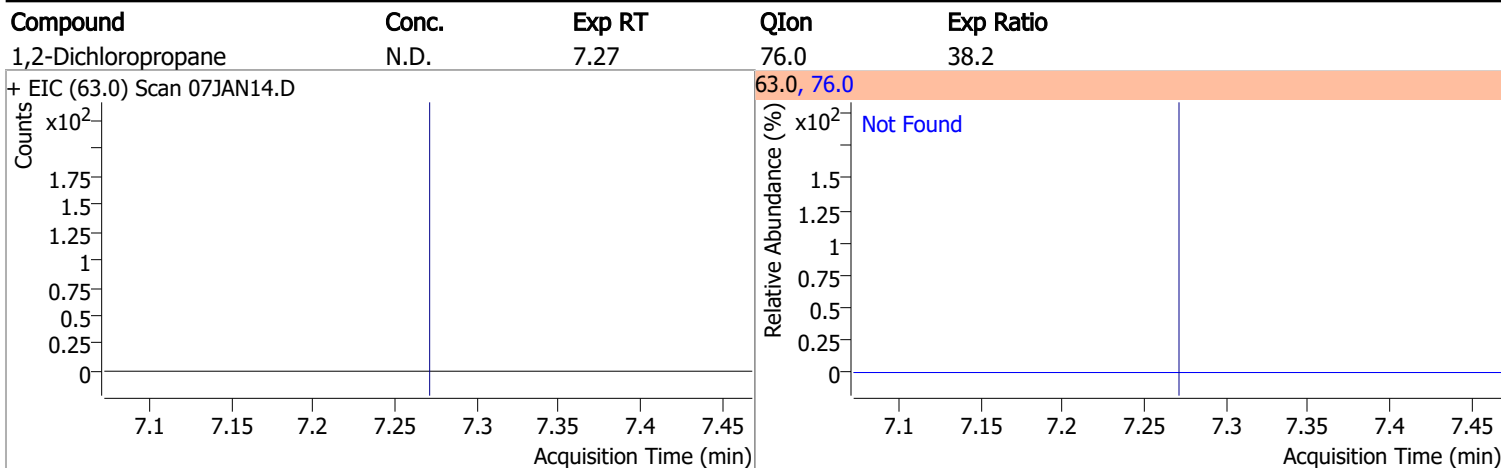 Compound Conc. Exp RT QIon Exp Ratio
1,2-Dichloropropane N.D. 7.27 76.0 38.2
+ EIC (63.0) Scan 07JAN14.D
Counts
x10²
1.75
1.5
1.25
1
0.75
0.5
0.25
0
7.1 7.15 7.2 7.25 7.3 7.35 7.4 7.45
Acquisition Time (min)
63.0, 76.0
Relative Abundance (%)
x10²
Not Found
1.5
1.25
1
0.75
0.5
0.25
0
7.1 7.15 7.2 7.25 7.3 7.35 7.4 7.45
Acquisition Time (min)